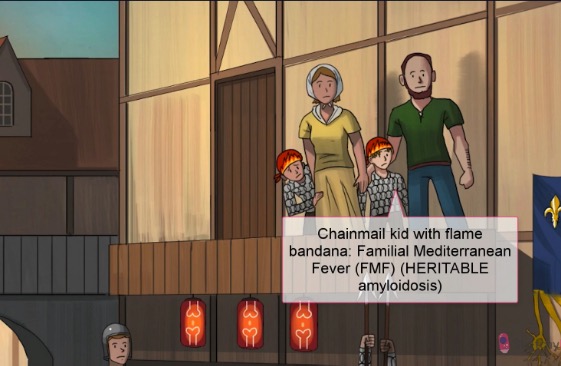 Chainmail kid with flame
bandana: Familial Mediterranean
Fever (FMF) (HERITABLE
amyloidosis)